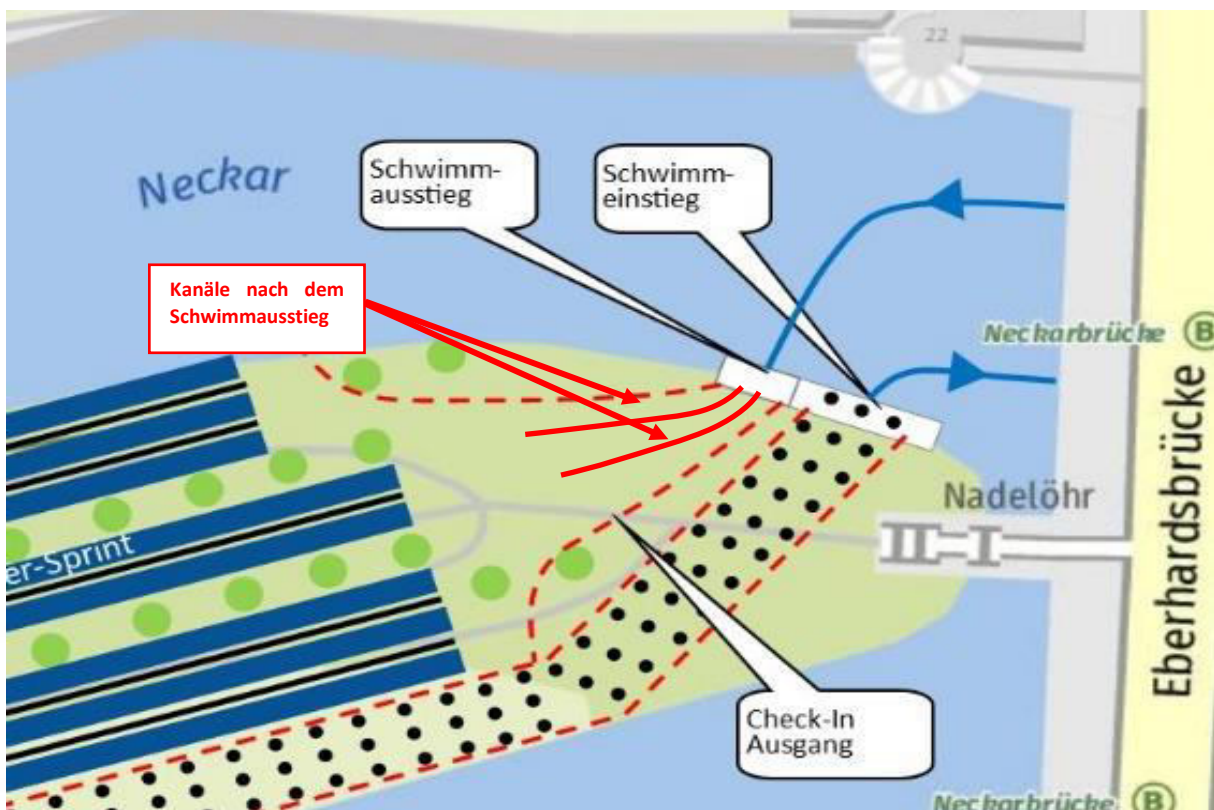 22
Neckar
Schwimm-
ausstieg
Schwimm-
einstieg
Kanäle nach dem
Schwimmausstieg
Neckarbrücke B
Eberhardsbrücke
Nadelöhr
er-Sprint
Check-In
Ausgang
Neckarbrücke B